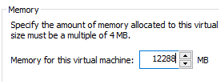 Memory
Specify the amount of memory allocated to this virtual
size must be a multiple of 4 MB.
Memory for this virtual machine: 12288 MB